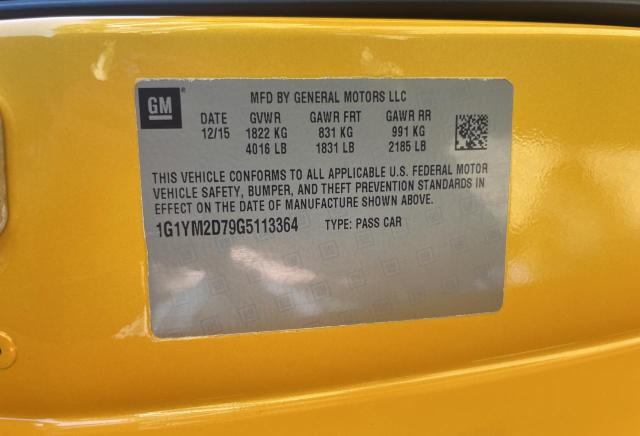 GM
MFD BY GENERAL MOTORS LLC
DATE GVWR GAWR FRT GAWR RR
12/15 1822 KG 831 KG 991 KG
4016 LB 1831 LB 2185 LB
THIS VEHICLE CONFORMS TO ALL APPLICABLE U.S. FEDERAL MOTOR
VEHICLE SAFETY, BUMPER, AND THEFT PREVENTION STANDARDS IN
EFFECT ON THE DATE OF MANUFACTURE SHOWN ABOVE.
1G1YM2D79G5113364 TYPE: PASS CAR